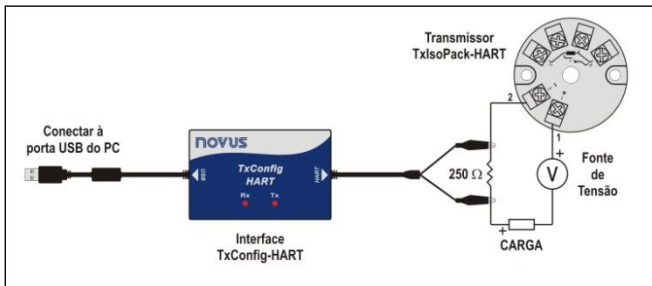 Transmissor
TxIsoPack-HART
2
1
Conectar à
porta USB do PC
novus
TxConfig
HART
USB
HART
Rx
Tx
Interface
TxConfig-HART
250 Ω
+
V
Fonte
de
Tensão
+
CARGA